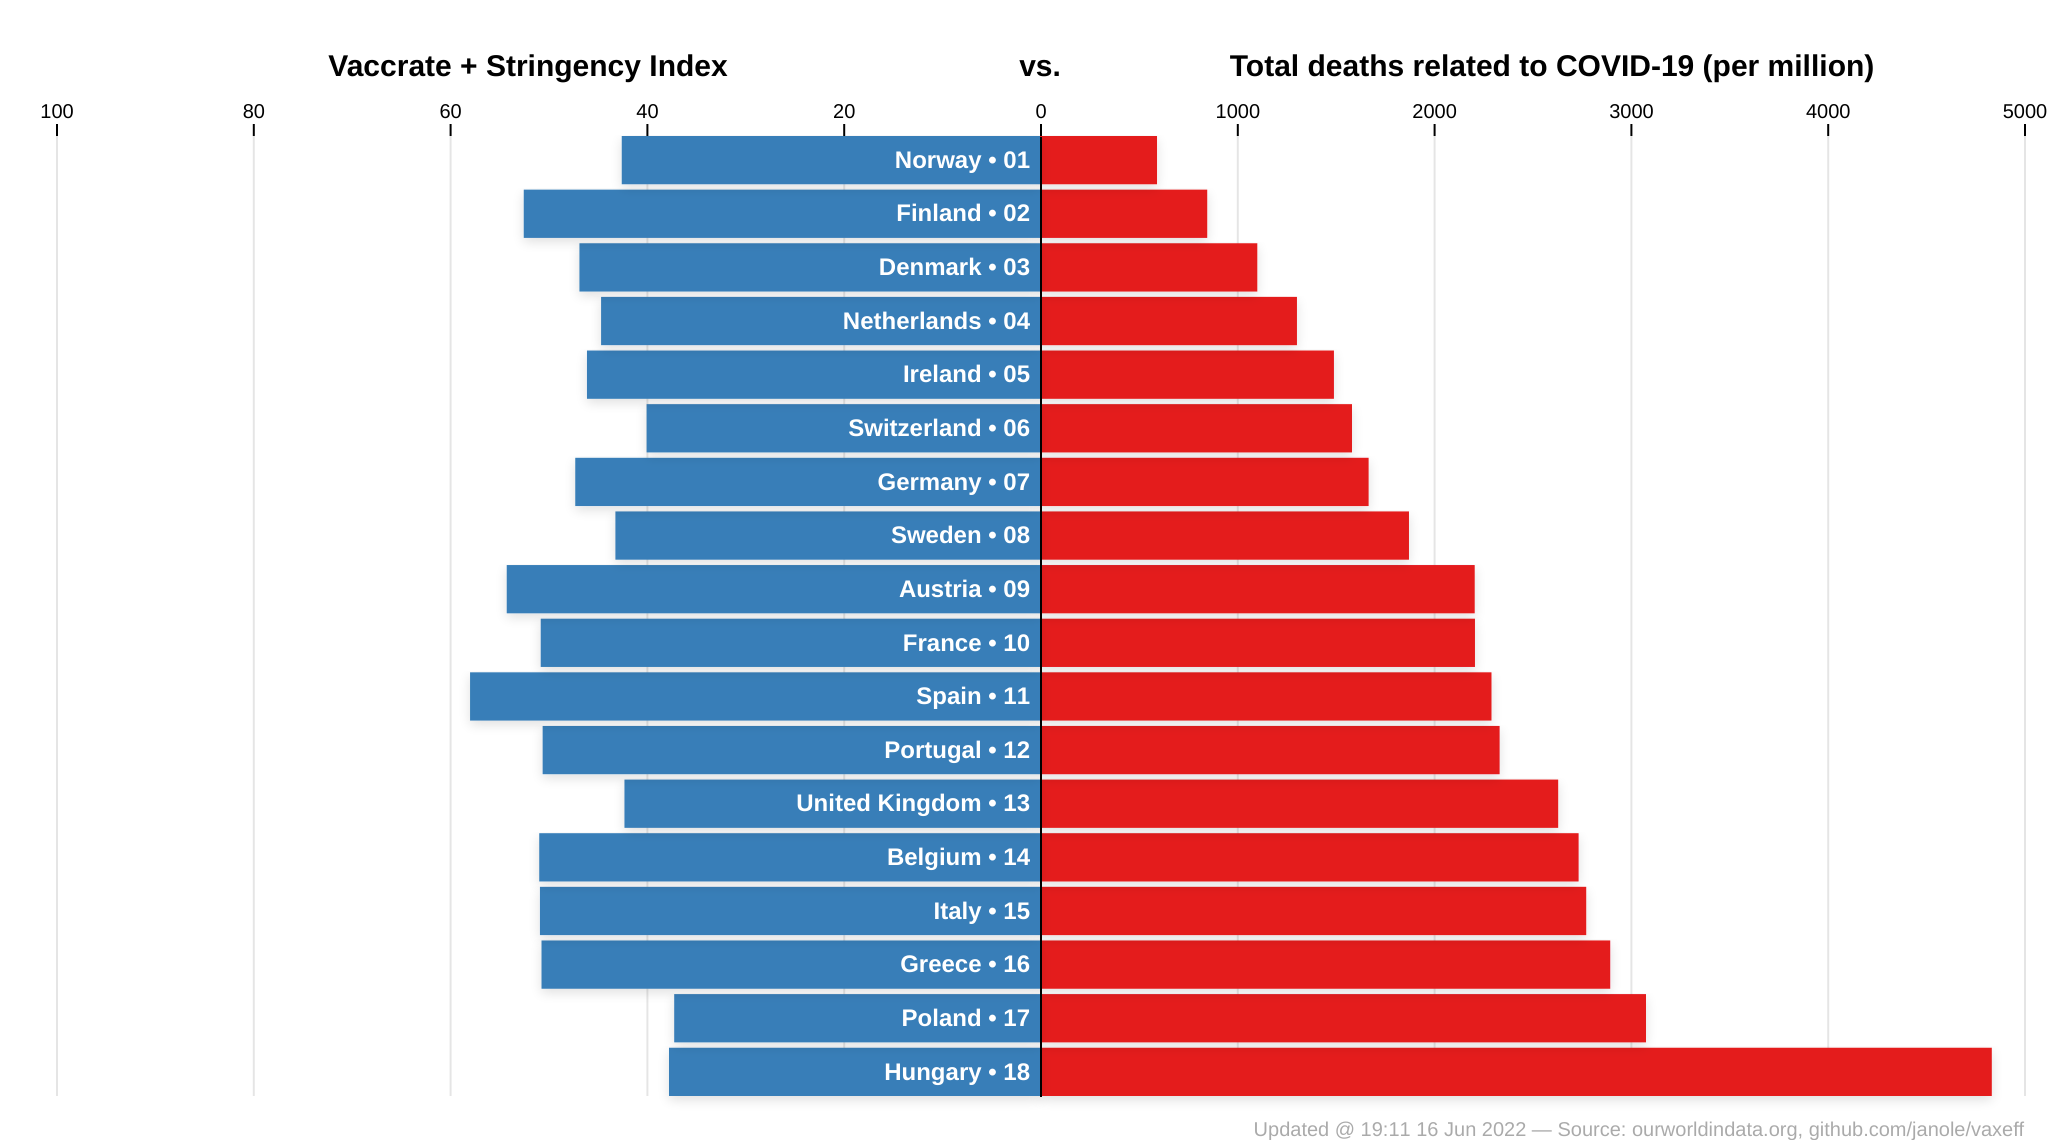 Vaccrate + Stringency Index vs. Total deaths related to COVID-19 (per million)
100 80 60 40 20 0 1000 2000 3000 4000 5000
Norway • 01
Finland • 02
Denmark • 03
Netherlands • 04
Ireland • 05
Switzerland • 06
Germany • 07
Sweden • 08
Austria • 09
France • 10
Spain • 11
Portugal • 12
United Kingdom • 13
Belgium • 14
Italy • 15
Greece • 16
Poland • 17
Hungary • 18
Updated @ 19:11 16 Jun 2022 — Source: ourworldindata.org, github.com/janole/vaxeff